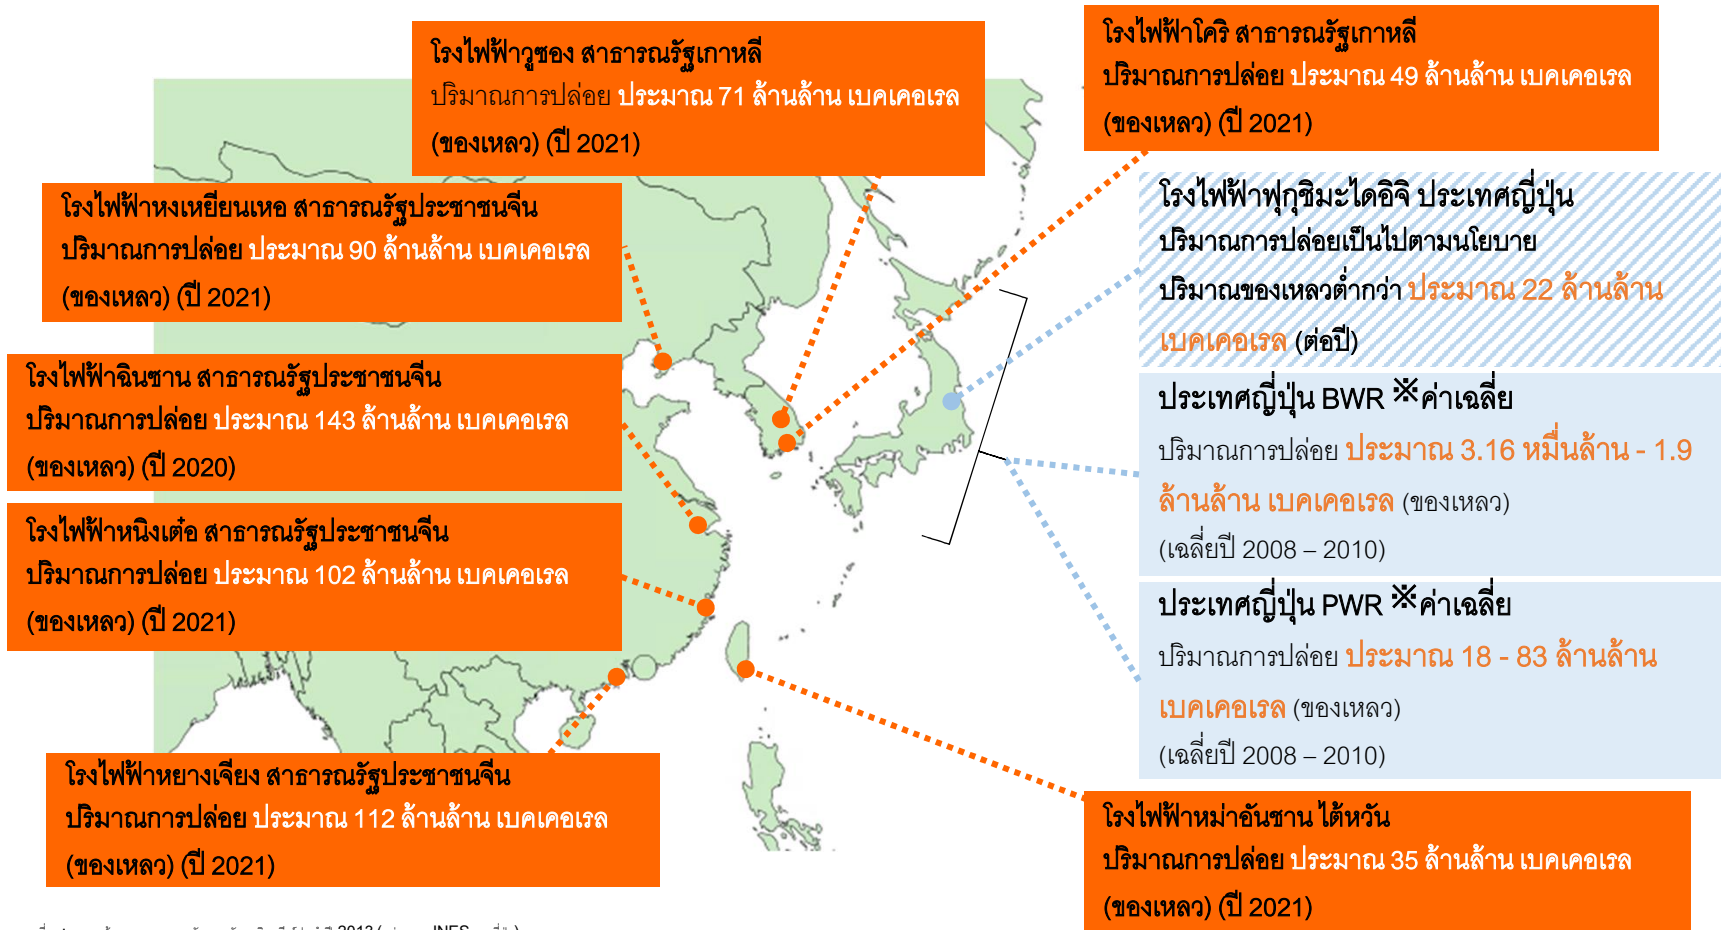 โรงไฟฟ้าวูซอง สาธารณรัฐเกาหลี
ปริมาณการปล่อย ประมาณ 71 ล้านล้าน เบคเคอเรล
(ของเหลว) (ปี 2021)
โรงไฟฟ้าโคริ สาธารณรัฐเกาหลี
ปริมาณการปล่อย ประมาณ 49 ล้านล้าน เบคเคอเรล
(ของเหลว) (ปี 2021)
โรงไฟฟ้าหงเหยียนเหอ สาธารณรัฐประชาชนจีน
ปริมาณการปล่อย ประมาณ 90 ล้านล้าน เบคเคอเรล
(ของเหลว) (ปี 2021)
โรงไฟฟ้าฟุกุชิมะไดอิจิ ประเทศญี่ปุ่น
ปริมาณการปล่อยเป็นไปตามนโยบาย
ปริมาณของเหลวต่ำกว่า ประมาณ 22 ล้านล้าน
เบคเคอเรล (ต่อปี)
โรงไฟฟ้าฉินซาน สาธารณรัฐประชาชนจีน
ปริมาณการปล่อย ประมาณ 143 ล้านล้าน เบคเคอเรล
(ของเหลว) (ปี 2020)
ประเทศญี่ปุ่น BWR ※ค่าเฉลี่ย
ปริมาณการปล่อย ประมาณ 3.16 หมื่นล้าน - 1.9
ล้านล้าน เบคเคอเรล (ของเหลว)
(เฉลี่ยปี 2008 – 2010)
โรงไฟฟ้าหนิงเต๋อ สาธารณรัฐประชาชนจีน
ปริมาณการปล่อย ประมาณ 102 ล้านล้าน เบคเคอเรล
(ของเหลว) (ปี 2021)
ประเทศญี่ปุ่น PWR ※ค่าเฉลี่ย
ปริมาณการปล่อย ประมาณ 18 - 83 ล้านล้าน
เบคเคอเรล (ของเหลว)
(เฉลี่ยปี 2008 – 2010)
โรงไฟฟ้าหยางเจียง สาธารณรัฐประชาชนจีน
ปริมาณการปล่อย ประมาณ 112 ล้านล้าน เบคเคอเรล
(ของเหลว) (ปี 2021)
โรงไฟฟ้าหม่าอันซาน ไต้หวัน
ปริมาณการปล่อย ประมาณ 35 ล้านล้าน เบคเคอเรล
(ของเหลว) (ปี 2021)